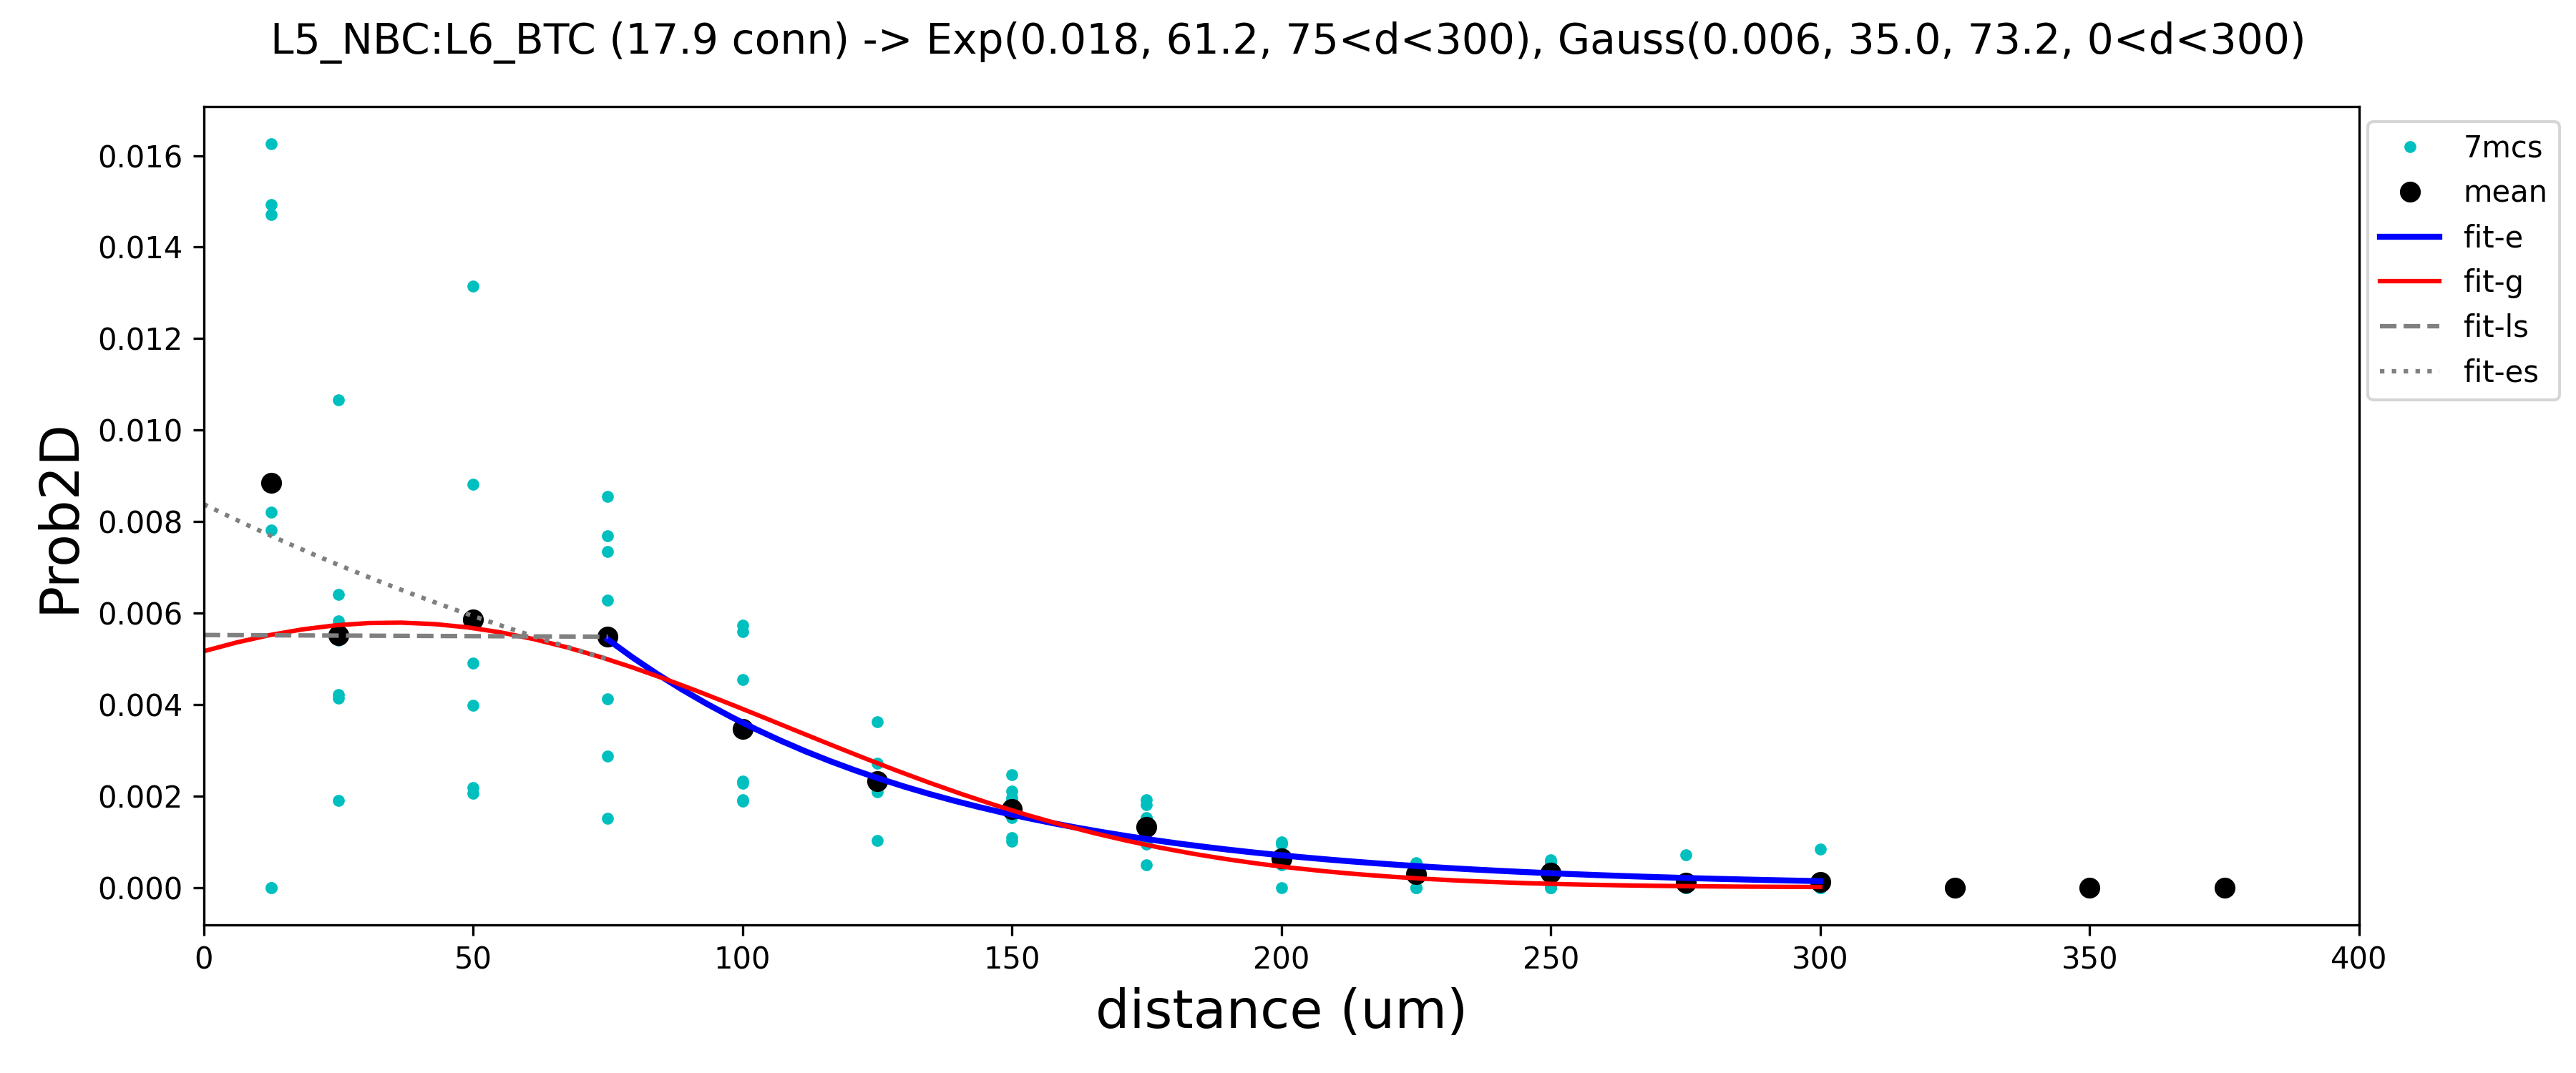 L5_NBC:L6_BTC (17.9 conn) -> Exp(0.018, 61.2, 75<d<300), Gauss(0.006, 35.0, 73.2, 0<d<300)
0.016
0.014
0.012
0.010
0.008
0.006
0.004
0.002
0.000
Prob2D
0 50 100 150 200 250 300 350 400
distance (um)
7mcs
mean
fit-e
fit-g
fit-ls
fit-es